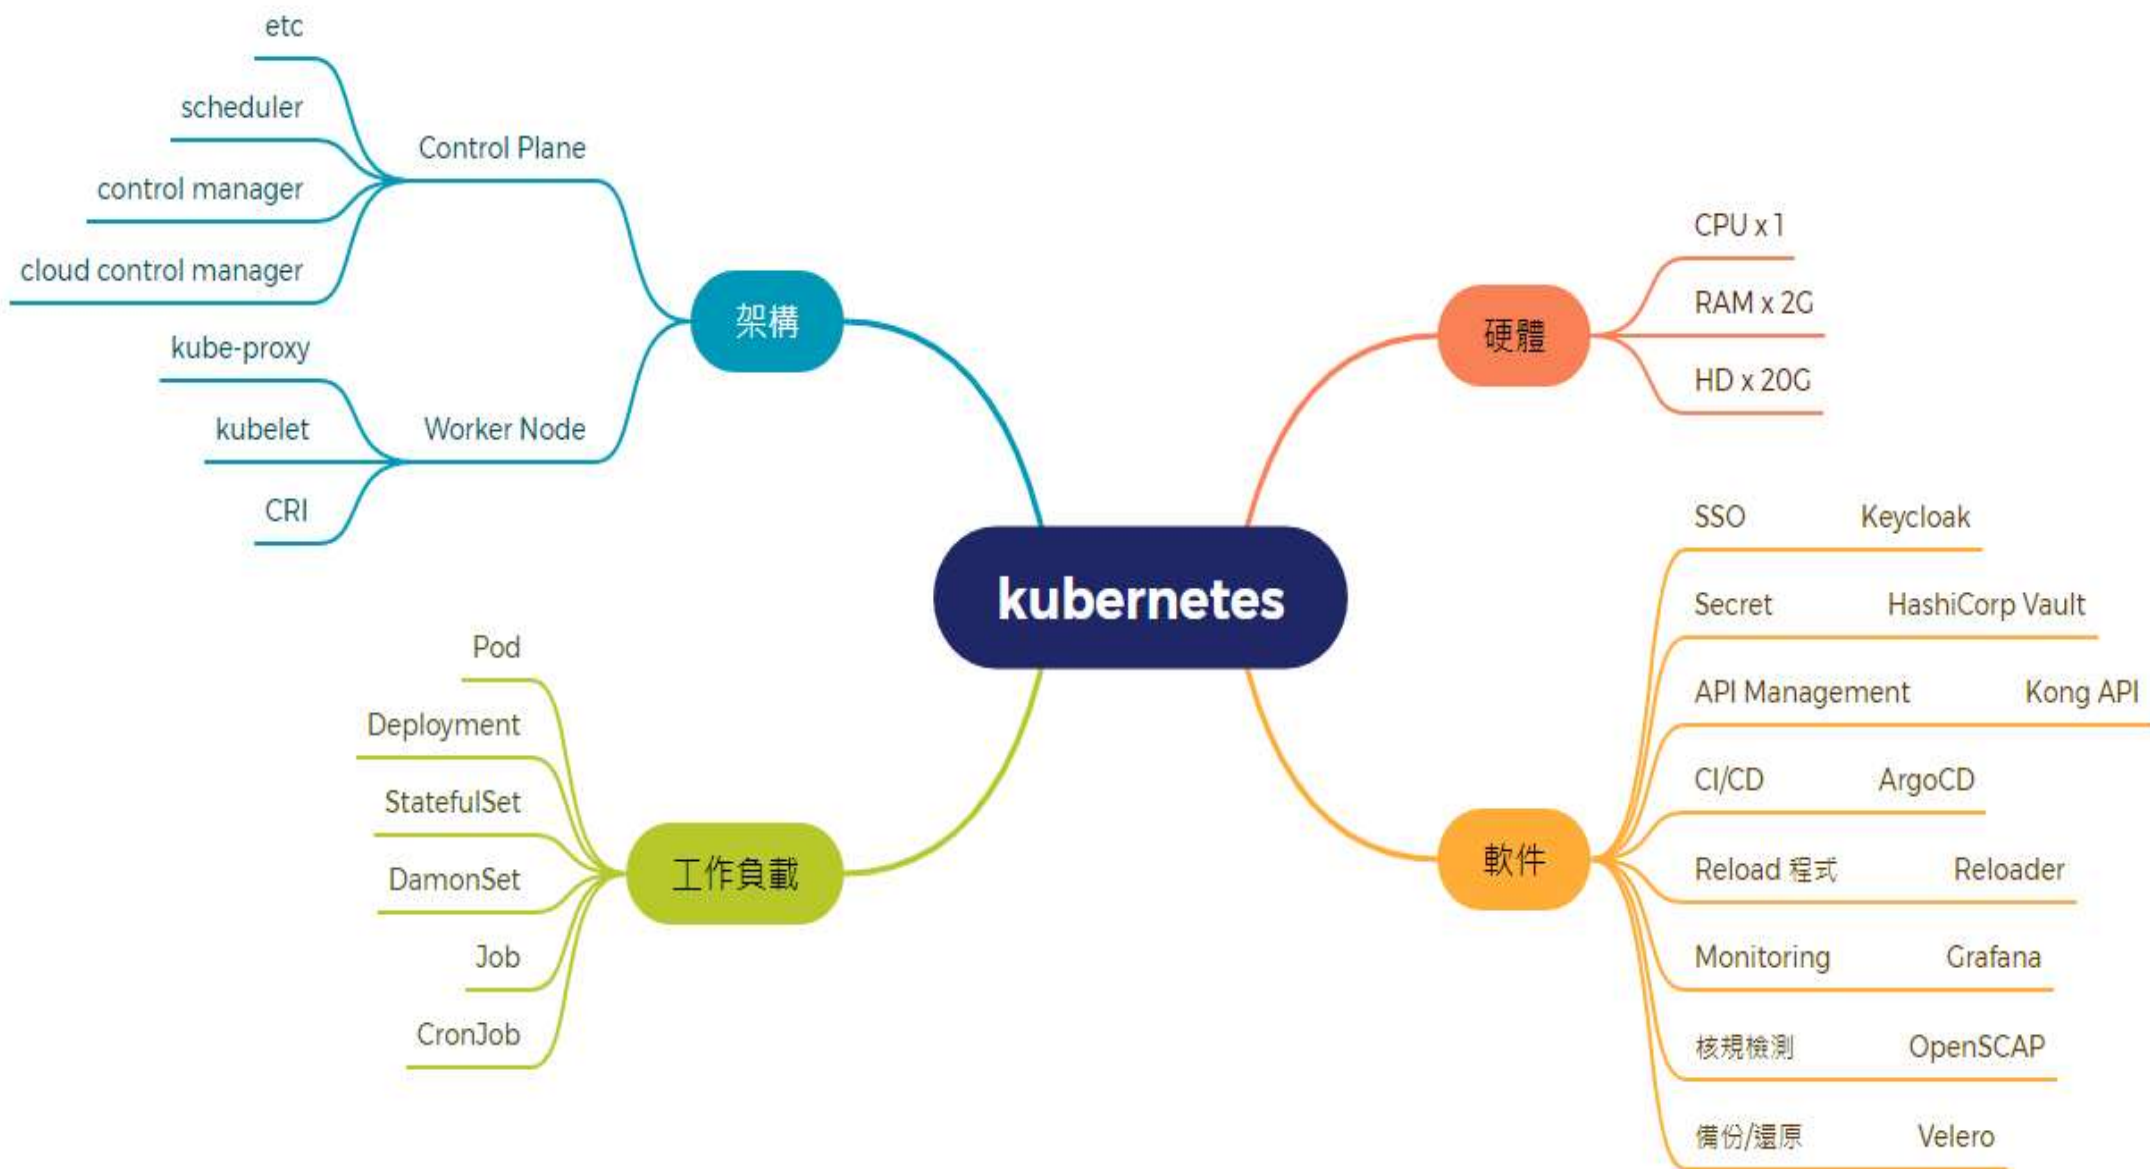 etc
scheduler
control manager
cloud control manager
Control Plane
kube-proxy
kubelet
CRI
Worker Node
架構
Pod
Deployment
StatefulSet
DamonSet
Job
CronJob
工作負載
kubernetes
硬體
CPU x 1
RAM x 2G
HD x 20G
軟件
SSO Keycloak
Secret HashiCorp Vault
API Management Kong API
CI/CD ArgoCD
Reload 程式 Reloader
Monitoring Grafana
核規檢測 OpenSCAP
備份/還原 Velero